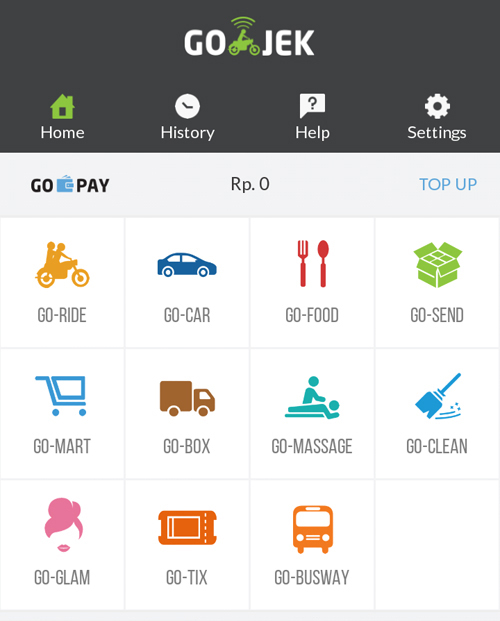 GO JEK
Home History Help Settings
GO PAY Rp. 0 TOP UP
GO-RIDE GO-CAR GO-FOOD GO-SEND
GO-MART GO-BOX GO-MASSAGE GO-CLEAN
GO-GLAM GO-TIX GO-BUSWAY